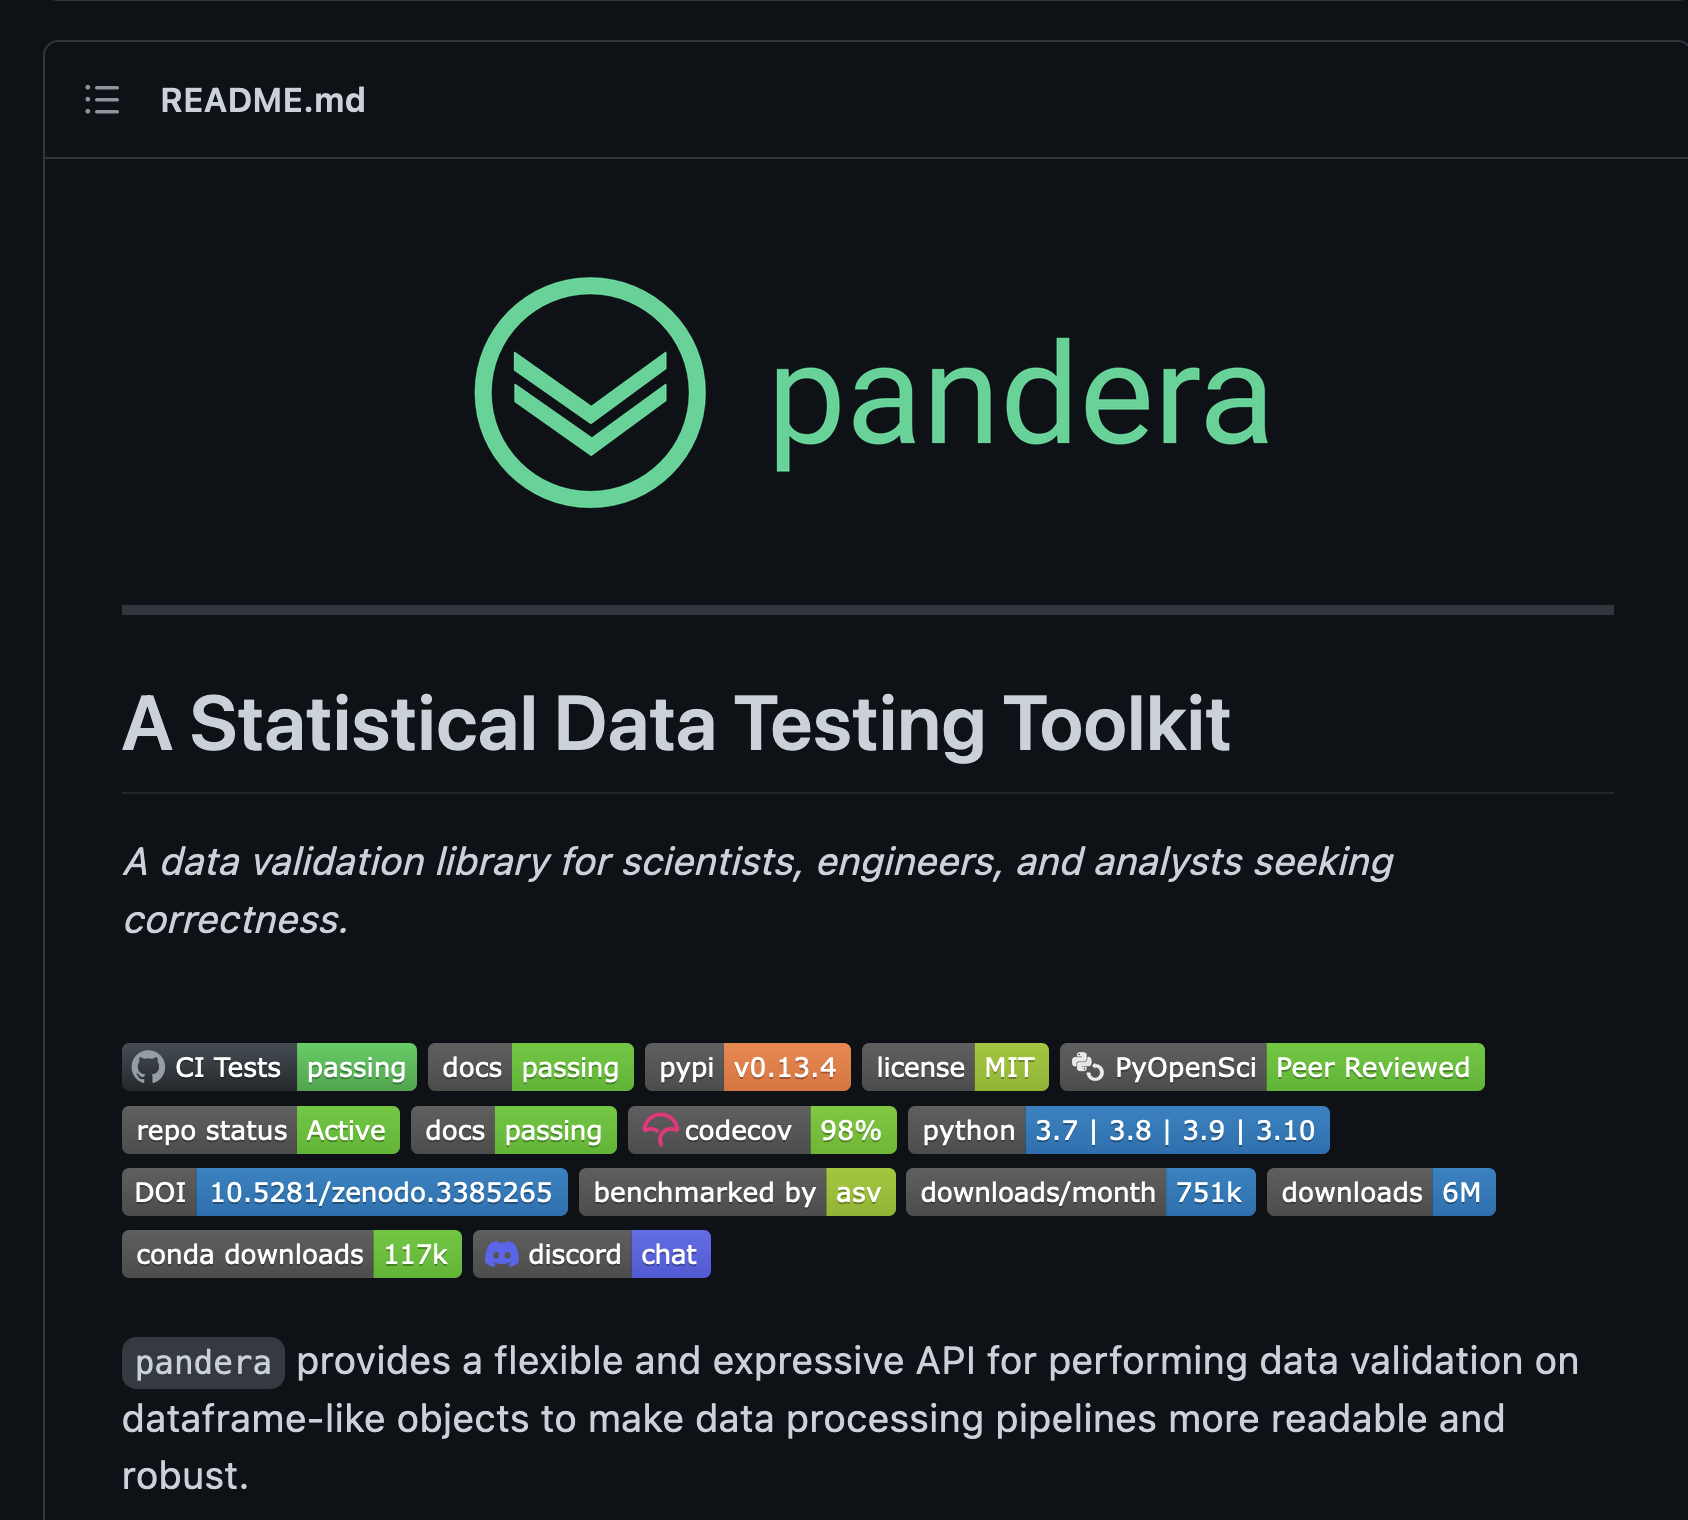 README.md
pandera
A Statistical Data Testing Toolkit
A data validation library for scientists, engineers, and analysts seeking
correctness.
CI Tests passing docs passing pypi v0.13.4 license MIT PyOpenSci Peer Reviewed
repo status Active docs passing codecov 98% python 3.7 | 3.8 | 3.9 | 3.10
DOI 10.5281/zenodo.3385265 benchmarked by asv downloads/month 751k downloads 6M
conda downloads 117k discord chat
pandera provides a flexible and expressive API for performing data validation on
dataframe-like objects to make data processing pipelines more readable and
robust.